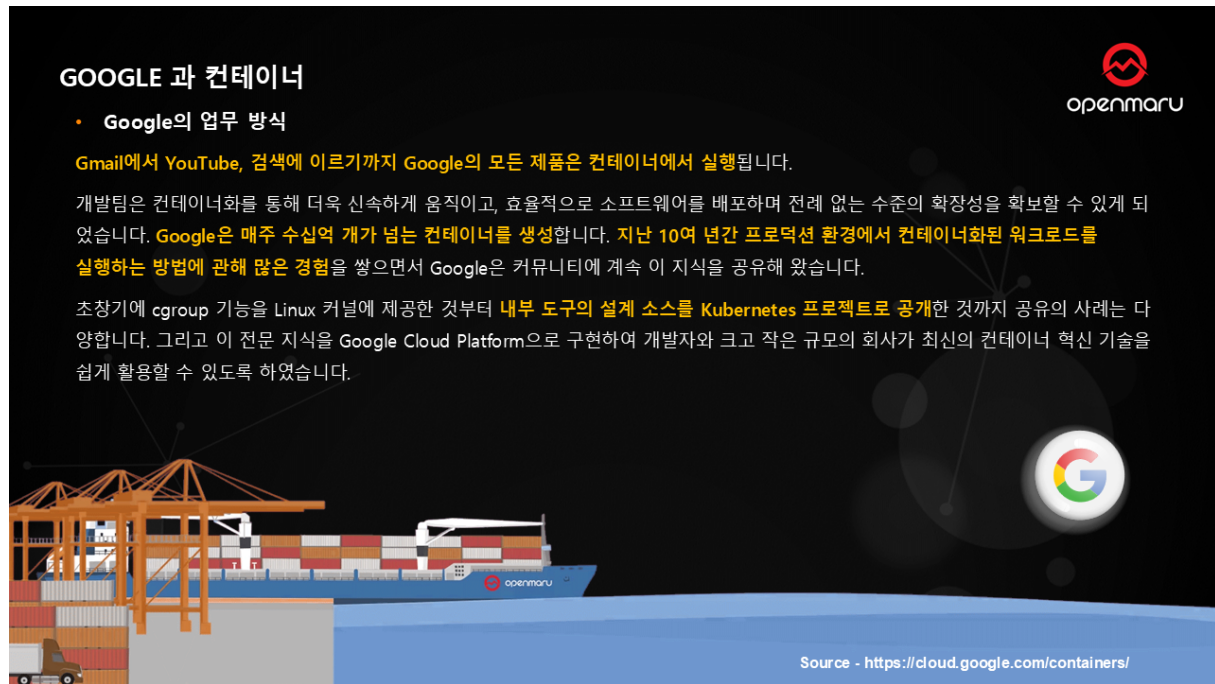 GOOGLE 과 컨테이너
openmaru
• Google의 업무 방식
Gmail에서 YouTube, 검색에 이르기까지 Google의 모든 제품은 컨테이너에서 실행됩니다.
개발팀은 컨테이너화를 통해 더욱 신속하게 움직이고, 효율적으로 소프트웨어를 배포하며 전례 없는 수준의 확장성을 확보할 수 있게 되
었습니다. Google은 매주 수십억 개가 넘는 컨테이너를 생성합니다. 지난 10여 년간 프로덕션 환경에서 컨테이너화된 워크로드를
실행하는 방법에 관해 많은 경험을 쌓으면서 Google은 커뮤니티에 계속 이 지식을 공유해 왔습니다.
초창기에 cgroup 기능을 Linux 커널에 제공한 것부터 내부 도구의 설계 소스를 Kubernetes 프로젝트로 공개한 것까지 공유의 사례는 다
양합니다. 그리고 이 전문 지식을 Google Cloud Platform으로 구현하여 개발자와 크고 작은 규모의 회사가 최신의 컨테이너 혁신 기술을
쉽게 활용할 수 있도록 하였습니다.
G
openmaru
Source - https://cloud.google.com/containers/